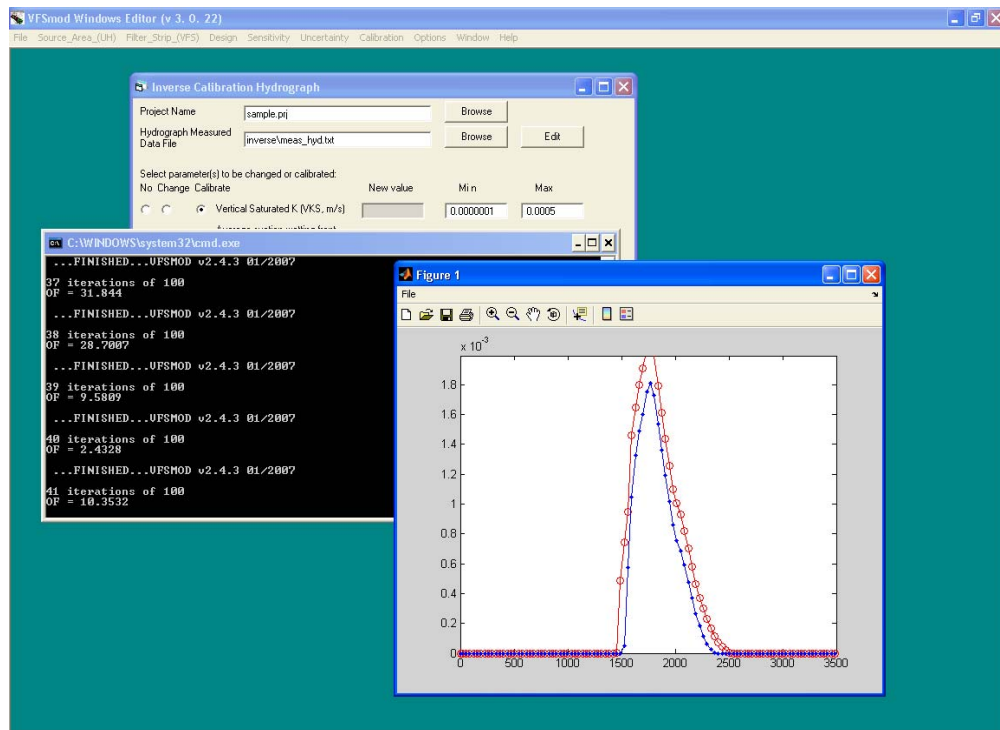 VFSmod Windows Editor (v 3. 0. 22)
File Source_Area_(UH) Filter_Strip_(VFS) Design Sensitivity Uncertainty Calibration Options Window Help
Inverse Calibration Hydrograph
Project Name sample.prj Browse
Hydrograph Measured Data File inverse\meas_hyd.txt Browse Edit
Select parameter(s) to be changed or calibrated:
No Change Calibrate New value Min Max
Vertical Saturated K (VKS, m/s) 0.0000001 0.0005
C:\WINDOWS\system32\cmd.exe
...FINISHED...VFSMOD v2.4.3 01/2007
37 iterations of 100
OF = 31.844
...FINISHED...VFSMOD v2.4.3 01/2007
38 iterations of 100
OF = 28.7007
...FINISHED...VFSMOD v2.4.3 01/2007
39 iterations of 100
OF = 9.5809
...FINISHED...VFSMOD v2.4.3 01/2007
40 iterations of 100
OF = 2.4328
...FINISHED...VFSMOD v2.4.3 01/2007
41 iterations of 100
OF = 10.3532
Figure 1
File
x 10^-3
1.8
1.6
1.4
1.2
1
0.8
0.6
0.4
0.2
0
0 500 1000 1500 2000 2500 3000 3500